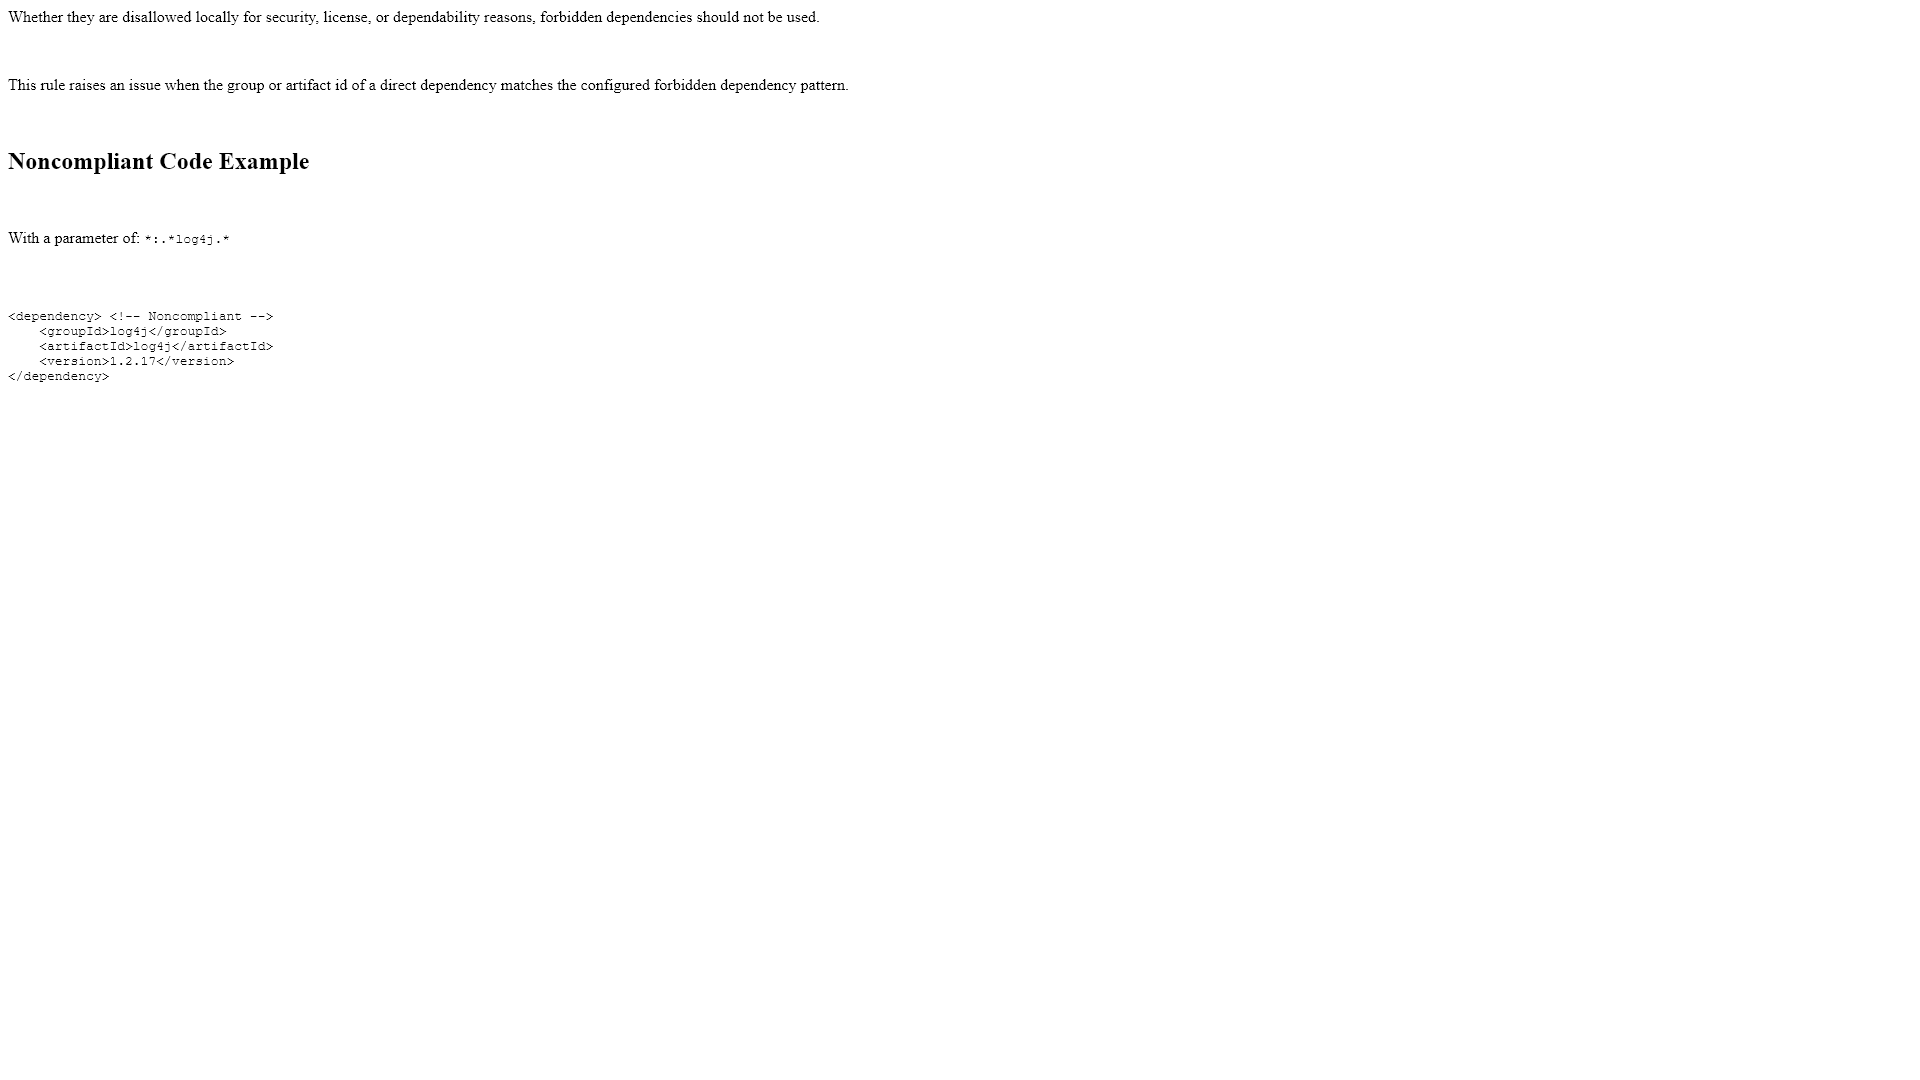 Whether they are disallowed locally for security, license, or dependability reasons, forbidden dependencies should not be used.
This rule raises an issue when the group or artifact id of a direct dependency matches the configured forbidden dependency pattern.
Noncompliant Code Example
With a parameter of: *:.*log4j.*
<dependency> <!-- Noncompliant -->
    <groupId>log4j</groupId>
    <artifactId>log4j</artifactId>
    <version>1.2.17</version>
</dependency>